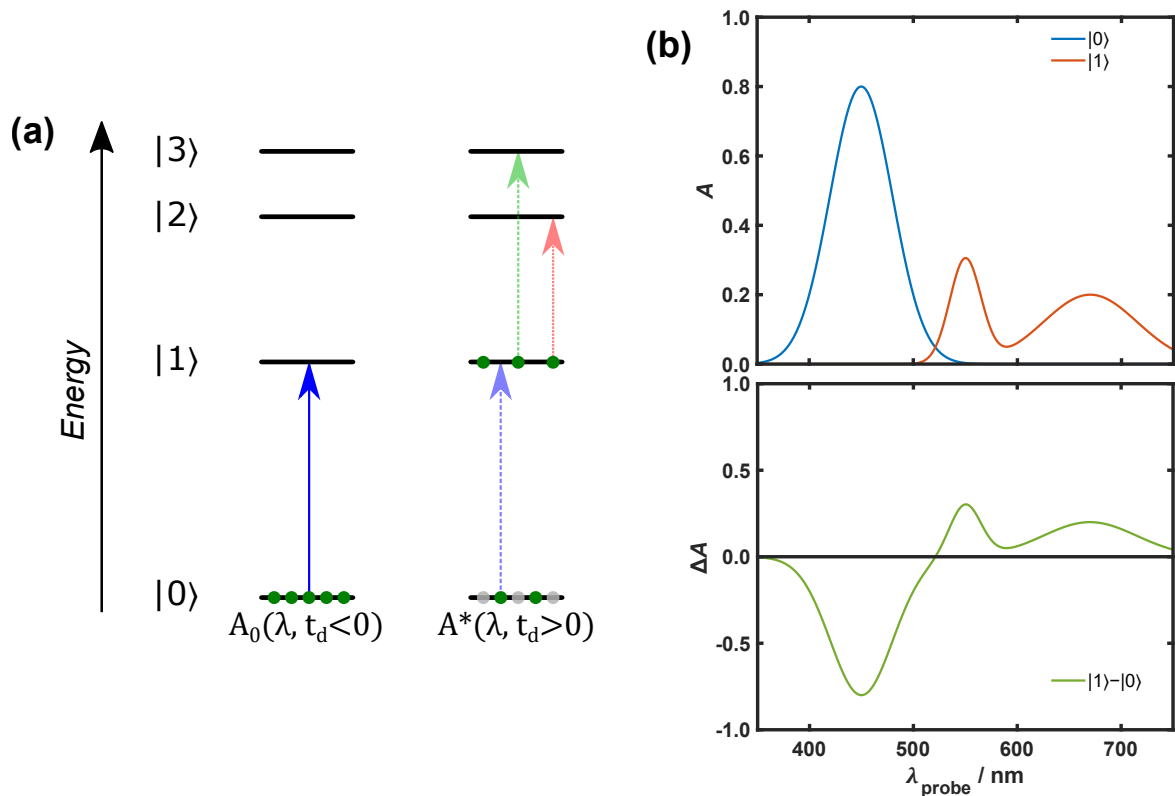 (a)
Energy
|3⟩
|2⟩
|1⟩
|0⟩
A₀(λ, t_d<0)
A*(λ, t_d>0)
(b)
1.0
0.8
0.6
0.4
0.2
0.0
A
|0⟩
|1⟩
1.0
0.5
0.0
-0.5
-1.0
ΔA
|1⟩−|0⟩
400
500
600
700
λ_probe / nm